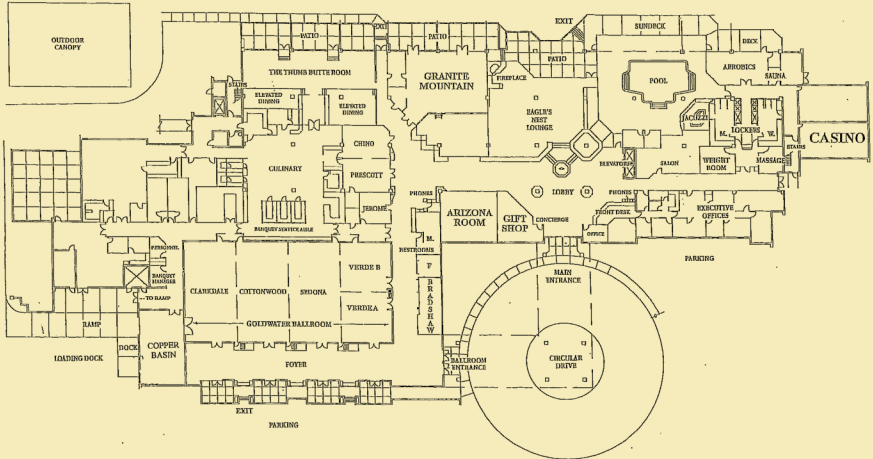 OUTDOOR
CANOPY
PATIO
EXIT
PATIO
EXIT
SUNDECK
DECK
PATIO
THE THUMB BUTTE ROOM
STAIRS
ELEVATED
DINING
ELEVATED
DINING
GRANITE
MOUNTAIN
FIREPLACE
EAGLE'S
NEST
LOUNGE
POOL
AEROBICS
SAUNA
JACUZZI
M.
LOCKERS
W.
CASINO
STAIRS
CHINO
CULINARY
PRESCOTT
JEROME
ELEVATOR
SALON
WEIGHT
ROOM
MASSAGE
PHONES
LOBBY
PHONES
ARIZONA
ROOM
GIFT
SHOP
CONCIERGE
FRONT DESK
OFFICE
EXECUTIVE
OFFICES
BANQUET SERVICE AISLE
M.
RESTROOMS
F
PERSONNEL
BANQUET
MANAGER
TO RAMP
CLARKDALE
COTTONWOOD
SEDONA
VERDE B
VERDE A
GOLDWATER BALLROOM
BRADSHAW
MAIN
ENTRANCE
PARKING
RAMP
LOADING DOCK
DOCK
COPPER
BASIN
FOYER
BALLROOM
ENTRANCE
CIRCULAR
DRIVE
EXIT
PARKING